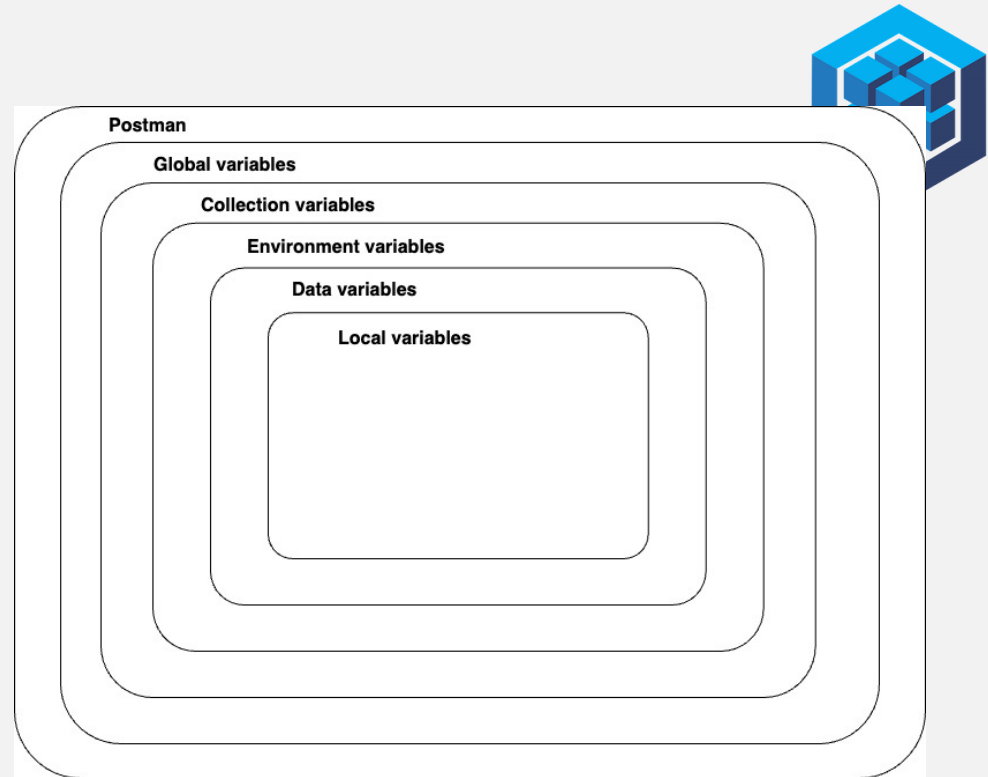 Postman
Global variables
Collection variables
Environment variables
Data variables
Local variables